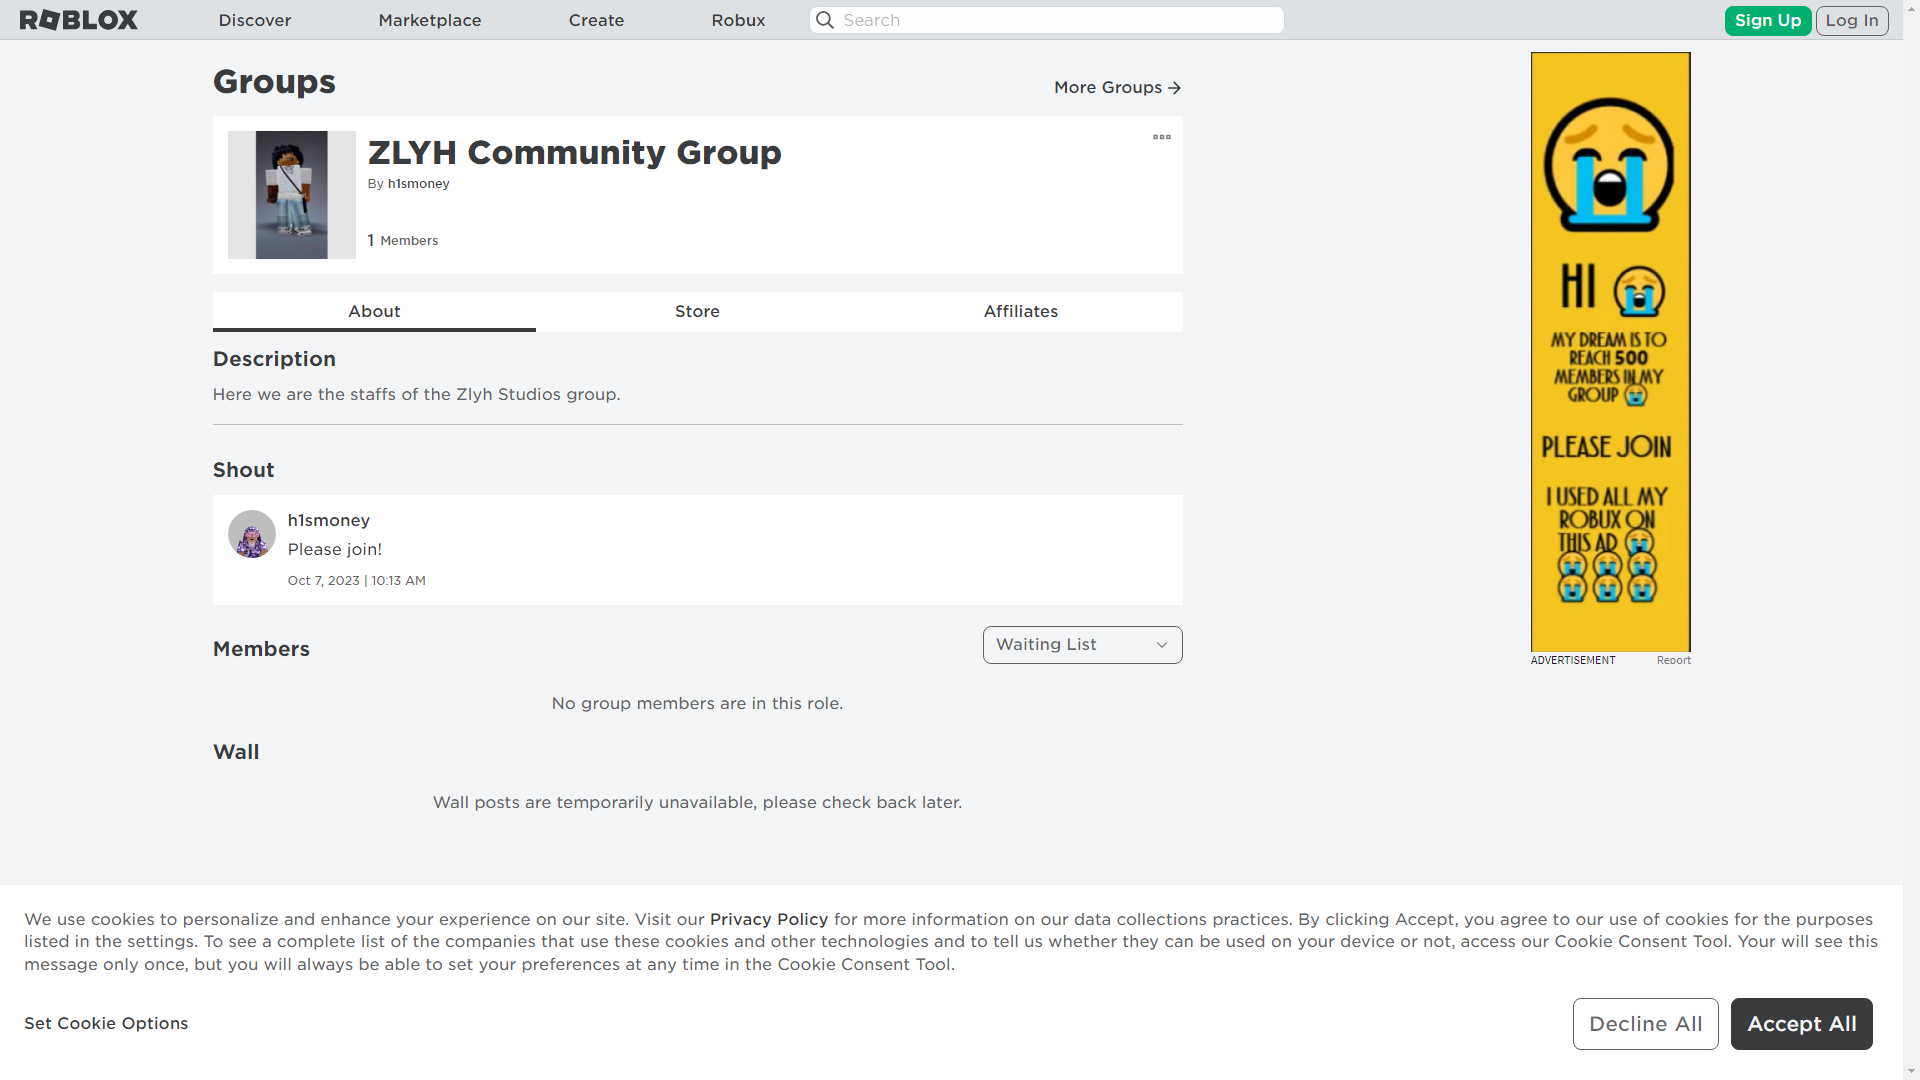 ROBLOX
Discover
Marketplace
Create
Robux
Search
Sign Up
Log In
Groups
More Groups
ZLYH Community Group
By h1smoney
1 Members
About
Store
Affiliates
Description
Here we are the staffs of the Zlyh Studios group.
Shout
h1smoney
Please join!
Oct 7, 2023 | 10:13 AM
Members
Waiting List
No group members are in this role.
Wall
Wall posts are temporarily unavailable, please check back later.
HI
MY DREAM IS TO
REACH 500
MEMBERS IN MY
GROUP
PLEASE JOIN
I USED ALL MY
ROBUX ON
THIS AD
ADVERTISEMENT
Report
We use cookies to personalize and enhance your experience on our site. Visit our Privacy Policy for more information on our data collections practices. By clicking Accept, you agree to our use of cookies for the purposes
listed in the settings. To see a complete list of the companies that use these cookies and other technologies and to tell us whether they can be used on your device or not, access our Cookie Consent Tool. Your will see this
message only once, but you will always be able to set your preferences at any time in the Cookie Consent Tool.
Set Cookie Options
Decline All
Accept All